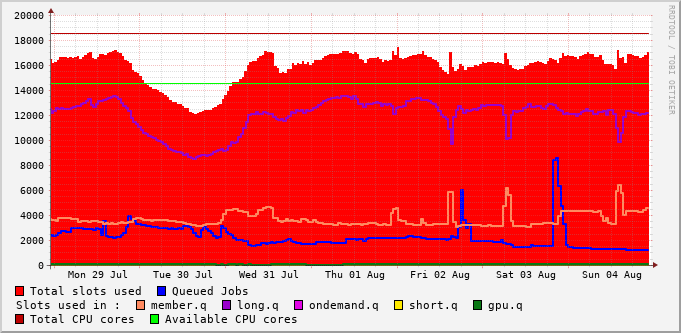 20000
18000
16000
14000
12000
10000
8000
6000
4000
2000
0
Mon 29 Jul Tue 30 Jul Wed 31 Jul Thu 01 Aug Fri 02 Aug Sat 03 Aug Sun 04 Aug
Total slots used Queued Jobs
Slots used in : member.q long.q ondemand.q short.q gpu.q
Total CPU cores Available CPU cores
RRDTOOL / TOBI OETIKER